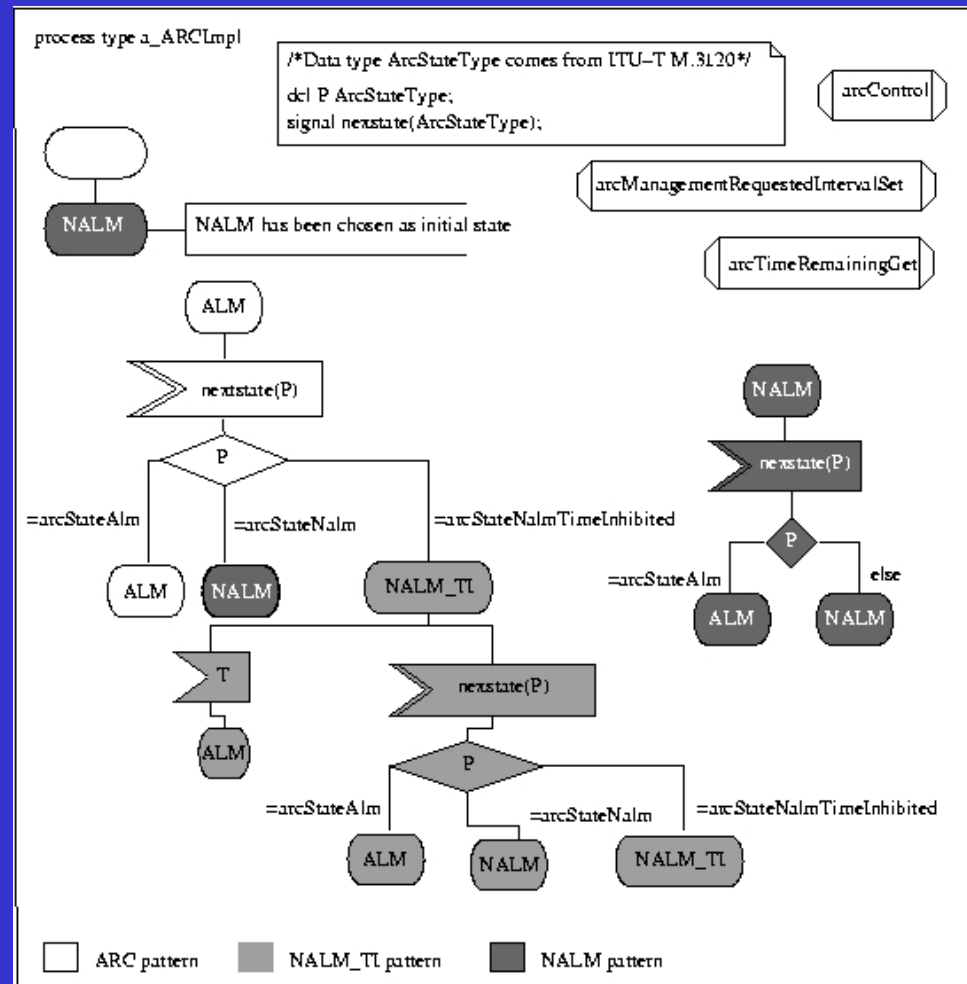 process type a_ARCImpl
/*Data type ArcStateType comes from ITU-T M.3120*/
dcl P ArcStateType;
signal nextstate(ArcStateType);
arcControl
arcManagementRequestedIntervalSet
arcTimeRemainingGet
NALM
NALM has been chosen as initial state
ALM
nextstate(P)
P
=arcStateAlm
=arcStateNalm
=arcStateNalmTimeInhibited
ALM
NALM
NALM_TI
T
ALM
nextstate(P)
P
=arcStateAlm
=arcStateNalm
=arcStateNalmTimeInhibited
ALM
NALM
NALM_TI
NALM
nextstate(P)
P
=arcStateAlm
else
ALM
NALM
ARC pattern
NALM_TI pattern
NALM pattern